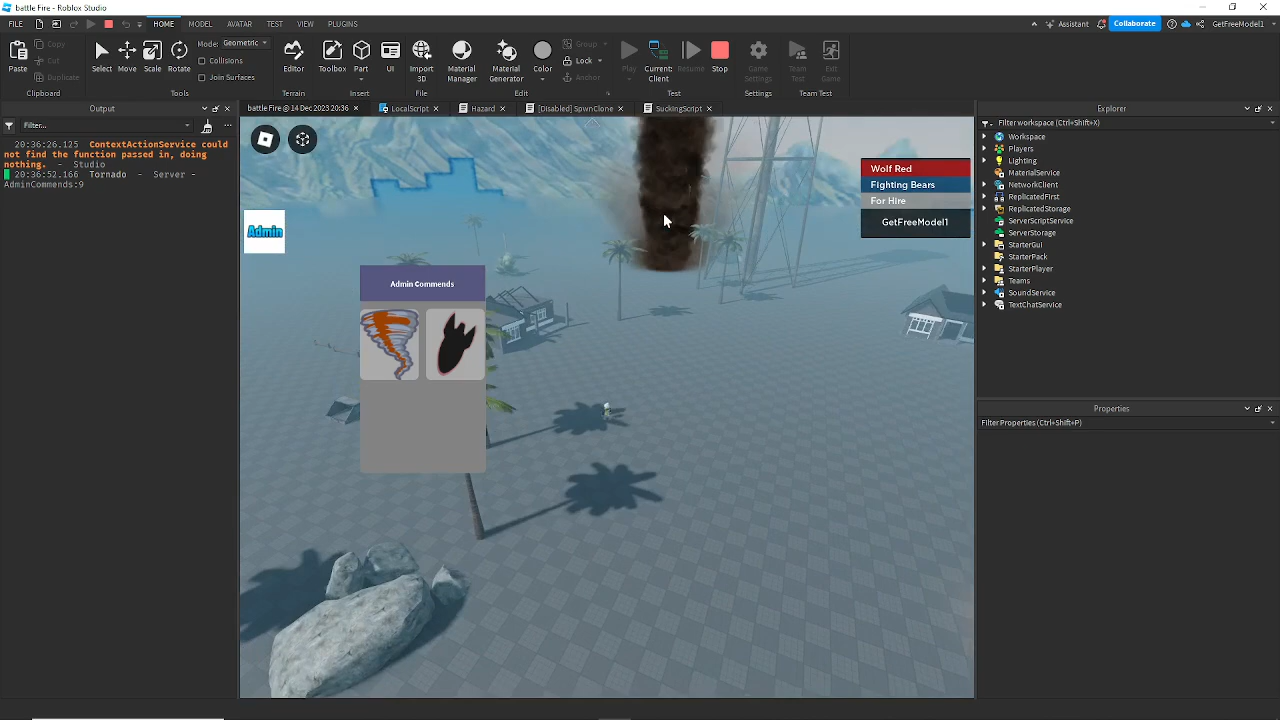 battle Fire - Roblox Studio
FILE HOME MODEL AVATAR TEST VIEW PLUGINS Assistant Collaborate GetFreeModel1
Paste Copy Cut Duplicate Clipboard
Select Move Scale Rotate Mode: Geometric Collisions Join Surfaces Tools
Editor Terrain
Toolbox Part UI Insert
Import 3D File
Material Manager Material Generator Color Group Lock Anchor Edit
Play Current: Client Resume Stop Test
Game Settings Settings
Team Test Exit Game Team Test
Output
battle Fire @ 14 Dec 2023 20:36 LocalScript Hazard [Disabled] SpwnClone SuckingScript
Explorer
Filter...
20:36:26.125 ContextActionService could
not find the function passed in, doing
nothing. - Studio
20:36:52.166 Tornado - Server -
AdminCommends:9
Admin
Admin Commends
Wolf Red
Fighting Bears
For Hire
GetFreeModel1
Filter workspace (Ctrl+Shift+X)
Workspace
Players
Lighting
MaterialService
NetworkClient
ReplicatedFirst
ReplicatedStorage
ServerScriptService
ServerStorage
StarterGui
StarterPack
StarterPlayer
Teams
SoundService
TextChatService
Properties
Filter Properties (Ctrl+Shift+P)